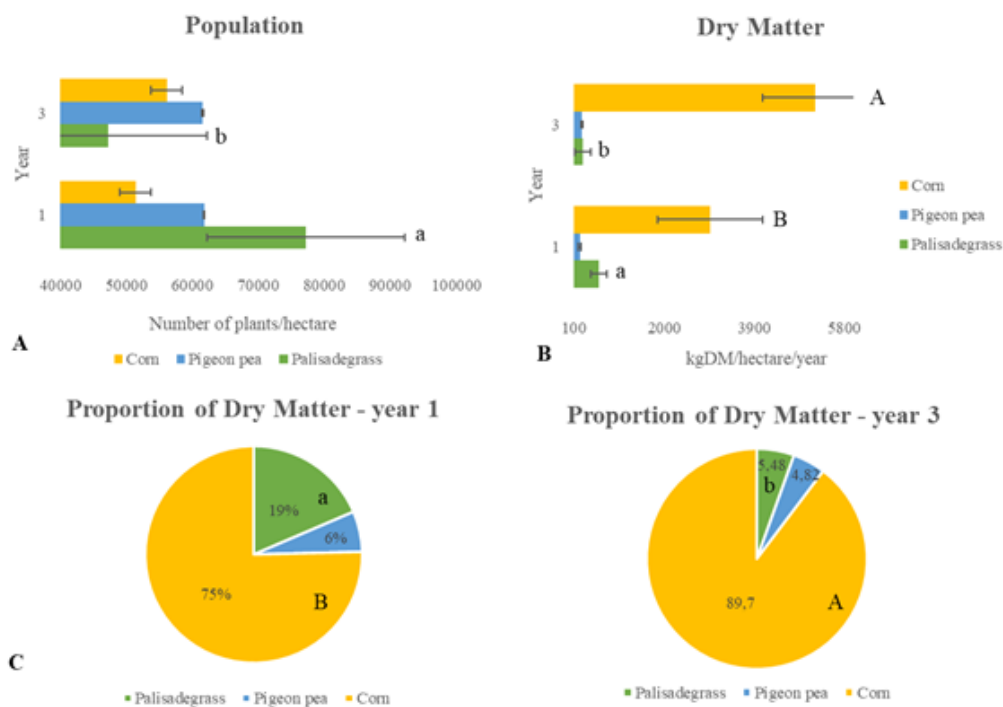 Population
Year
3
b
1
a
40000 50000 60000 70000 80000 90000 100000
Number of plants/hectare
A
Corn Pigeon pea Palisadegrass
Dry Matter
Year
3
A
b
1
B
a
100 2000 3900 5800
kgDM/hectare/year
B
Corn
Pigeon pea
Palisadegrass
Proportion of Dry Matter - year 1
19%
a
6%
75%
B
C
Palisadegrass Pigeon pea Corn
Proportion of Dry Matter - year 3
5,48
b
4,82
89,7
A
Palisadegrass Pigeon pea Corn